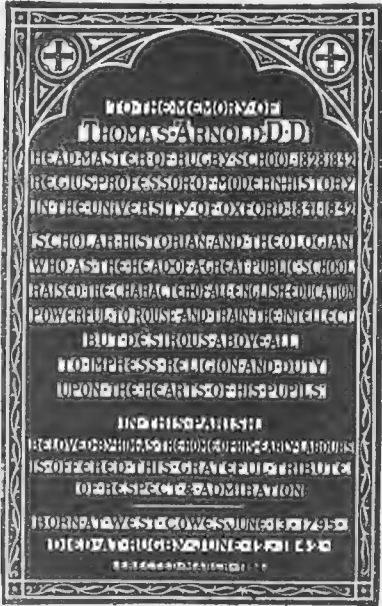 TO·THE·MEMORY·OF
THOMAS·ARNOLD·D·D
HEAD·MASTER·OF·RUGBY·SCHOOL·1828·1842
REGIUS·PROFESSOR·OF·MODERN·HISTORY
IN·THE·UNIVERSITY·OF·OXFORD·1841·1842
SCHOLAR·HISTORIAN·AND·THEOLOGIAN
WHO·AS·THE·HEAD·OF·A·GREAT·PUBLIC·SCHOOL
RAISED·THE·CHARACTER·OF·ALL·ENGLISH·EDUCATION
POWERFUL·TO·ROUSE·AND·TRAIN·THE·INTELLECT
BUT·DESIROUS·ABOVE·ALL
TO·IMPRESS·RELIGION·AND·DUTY
UPON·THE·HEARTS·OF·HIS·PUPILS·
IN·THIS·PARISH
BELOVED·BY·HIM·AS·THE·HOME·OF·HIS·EARLY·LABOURS
IS·OFFERED·THIS·GRATEFUL·TRIBUTE
OF·RESPECT·&·ADMIRATION
BORN·AT·WEST·COWES·JUNE·13·1795·
DIED·AT·RUGBY·JUNE·12·1842·
ERECTED·MARCH